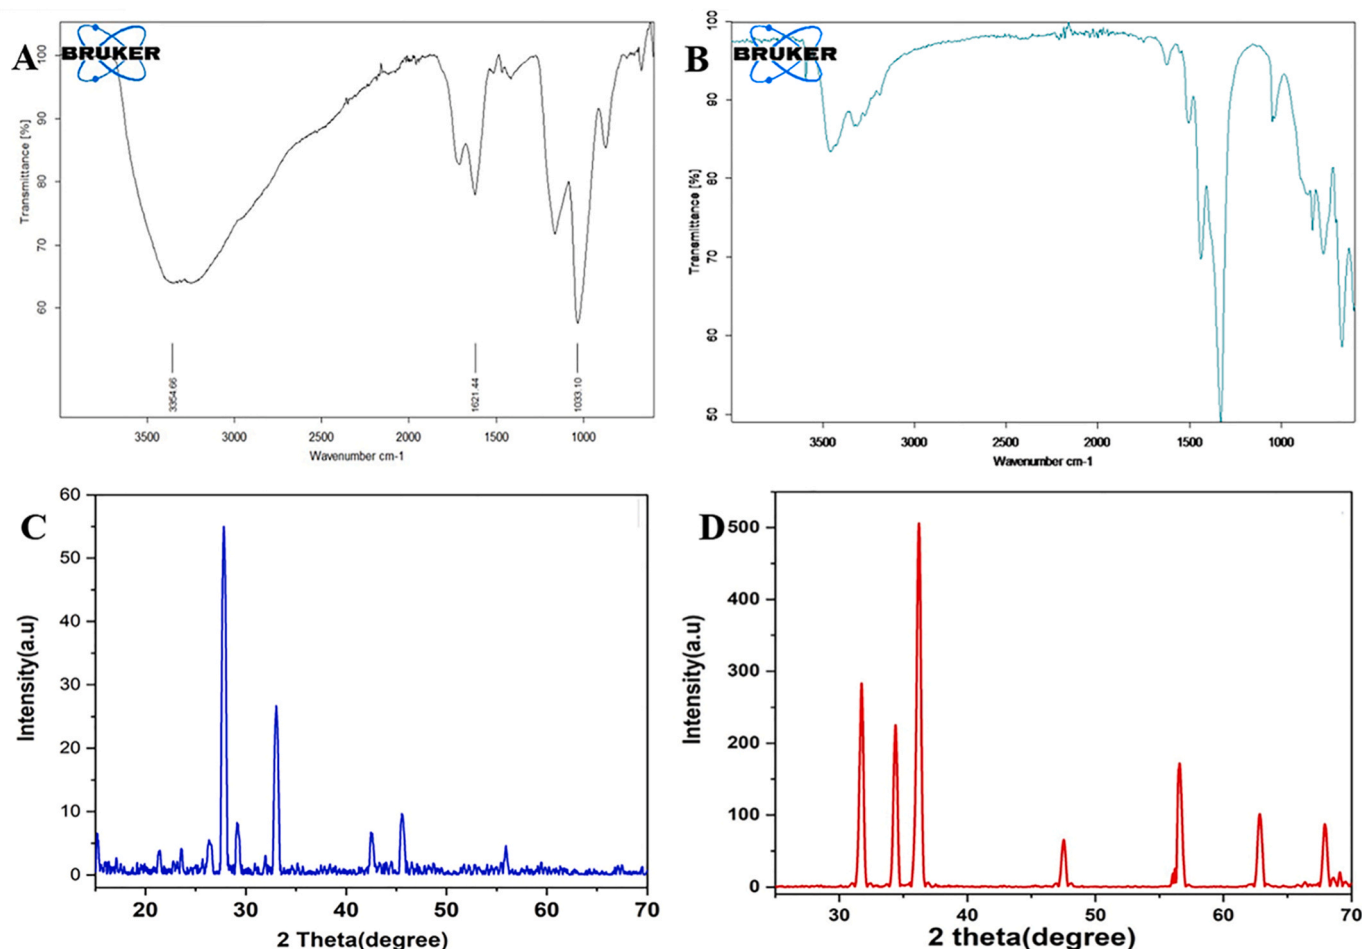 A
BRUKER
Transmittance [%]
100
90
80
70
60
3354.66
1621.44
1033.10
3500 3000 2500 2000 1500 1000
Wavenumber cm-1
B
BRUKER
Transmittance [%]
100
90
80
70
60
50
3500 3000 2500 2000 1500 1000
Wavenumber cm-1
C
Intensity(a.u)
60
50
40
30
20
10
0
20 30 40 50 60 70
2 Theta(degree)
D
Intensity(a.u)
500
400
300
200
100
0
30 40 50 60 70
2 theta(degree)